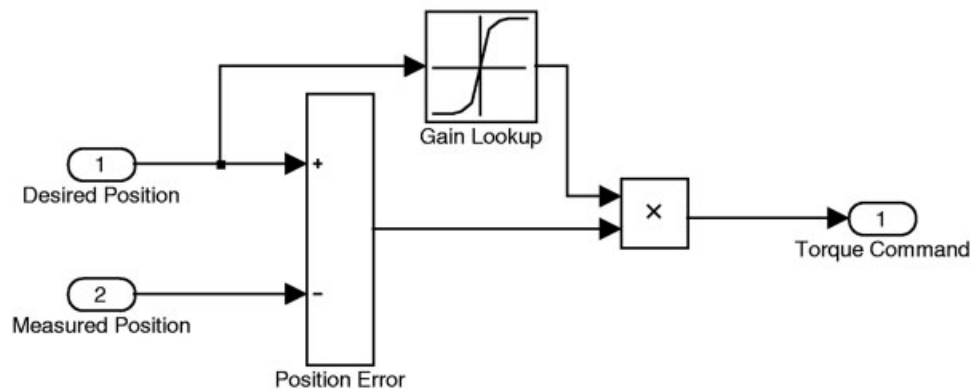 Gain Lookup
1
Desired Position
+
×
1
Torque Command
2
Measured Position
−
Position Error